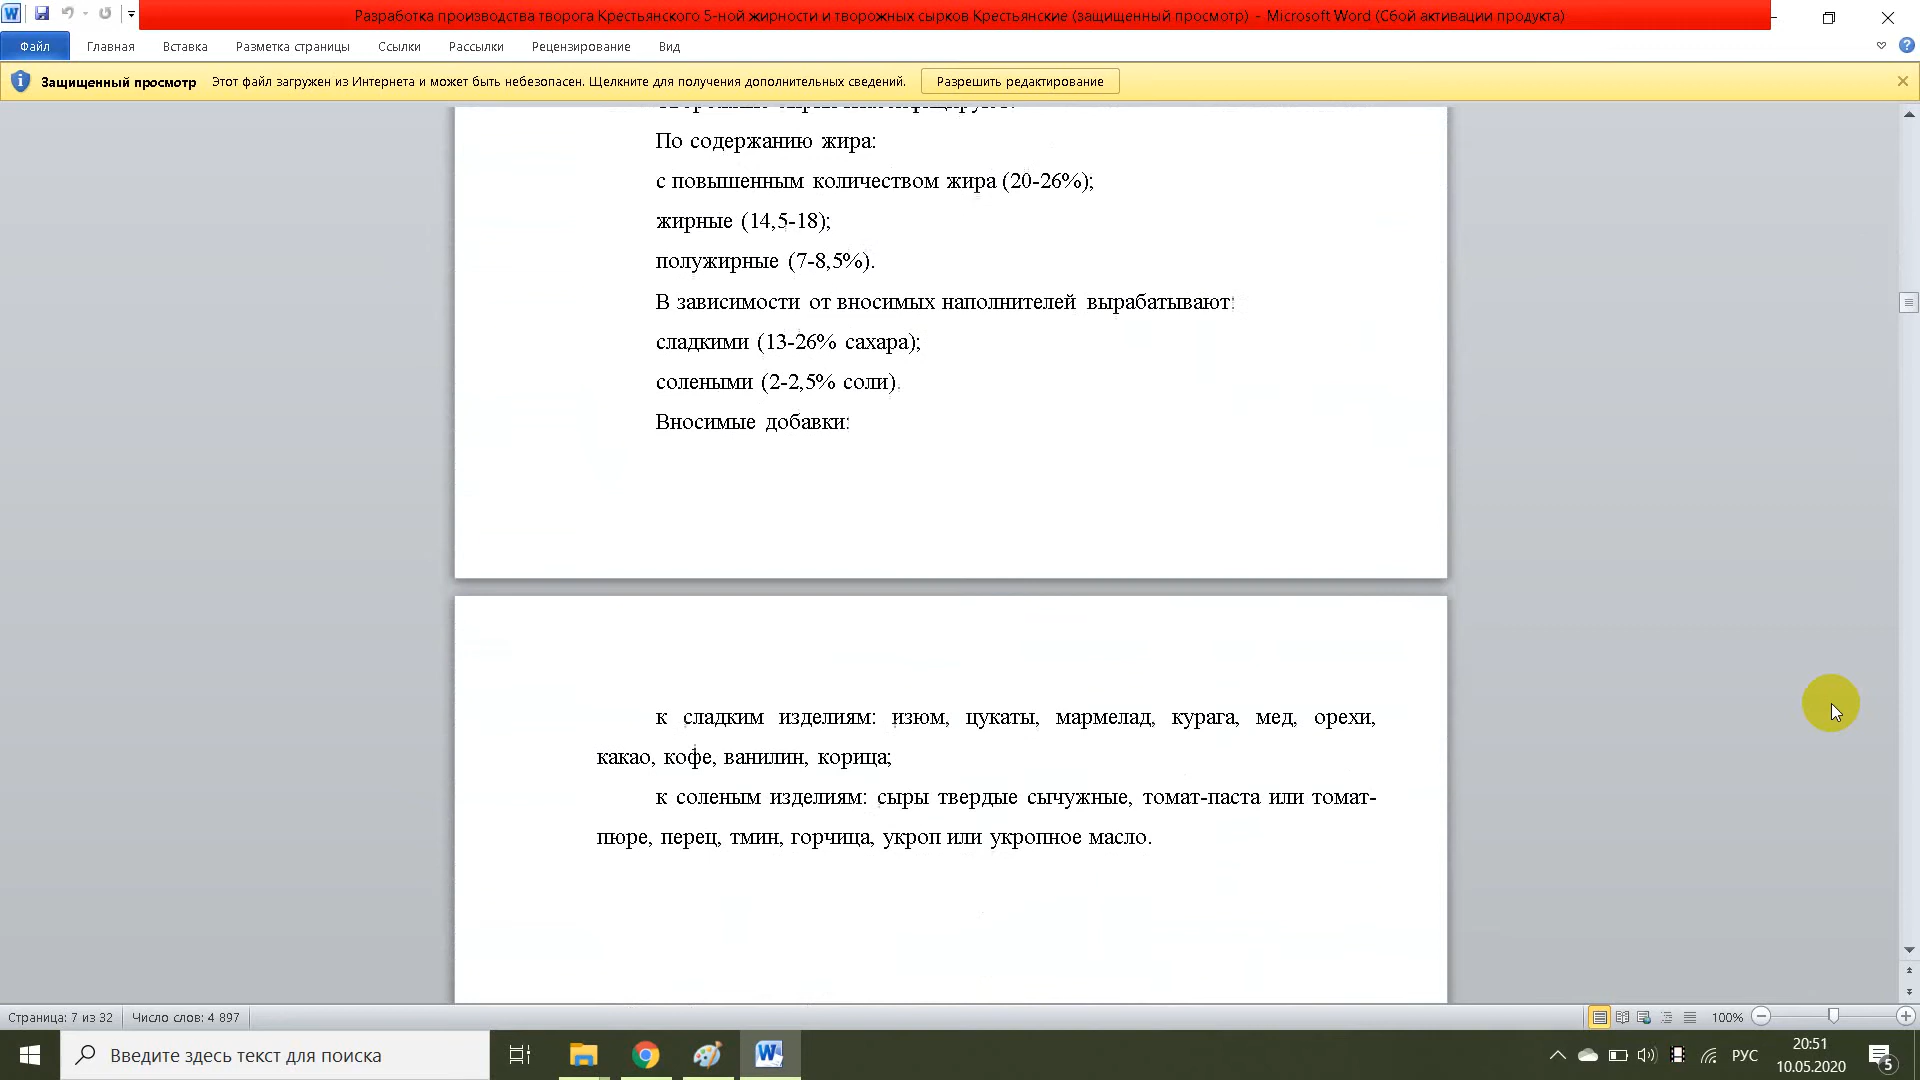 Разработка производства творога Крестьянского 5-ной жирности и творожных сырков Крестьянские (защищенный просмотр) - Microsoft Word (Сбой активации продукта)
Файл Главная Вставка Разметка страницы Ссылки Рассылки Рецензирование Вид
Защищенный просмотр Этот файл загружен из Интернета и может быть небезопасен. Щелкните для получения дополнительных сведений. Разрешить редактирование
По содержанию жира:
с повышенным количеством жира (20-26%);
жирные (14,5-18);
полужирные (7-8,5%).
В зависимости от вносимых наполнителей вырабатывают:
сладкими (13-26% сахара);
солеными (2-2,5% соли).
Вносимые добавки:
к сладким изделиям: изюм, цукаты, мармелад, курага, мед, орехи,
какао, кофе, ванилин, корица;
к соленым изделиям: сыры твердые сычужные, томат-паста или томат-
пюре, перец, тмин, горчица, укроп или укропное масло.
Страница: 7 из 32 Число слов: 4 897 100%
Введите здесь текст для поиска РУС 20:51
10.05.2020 5